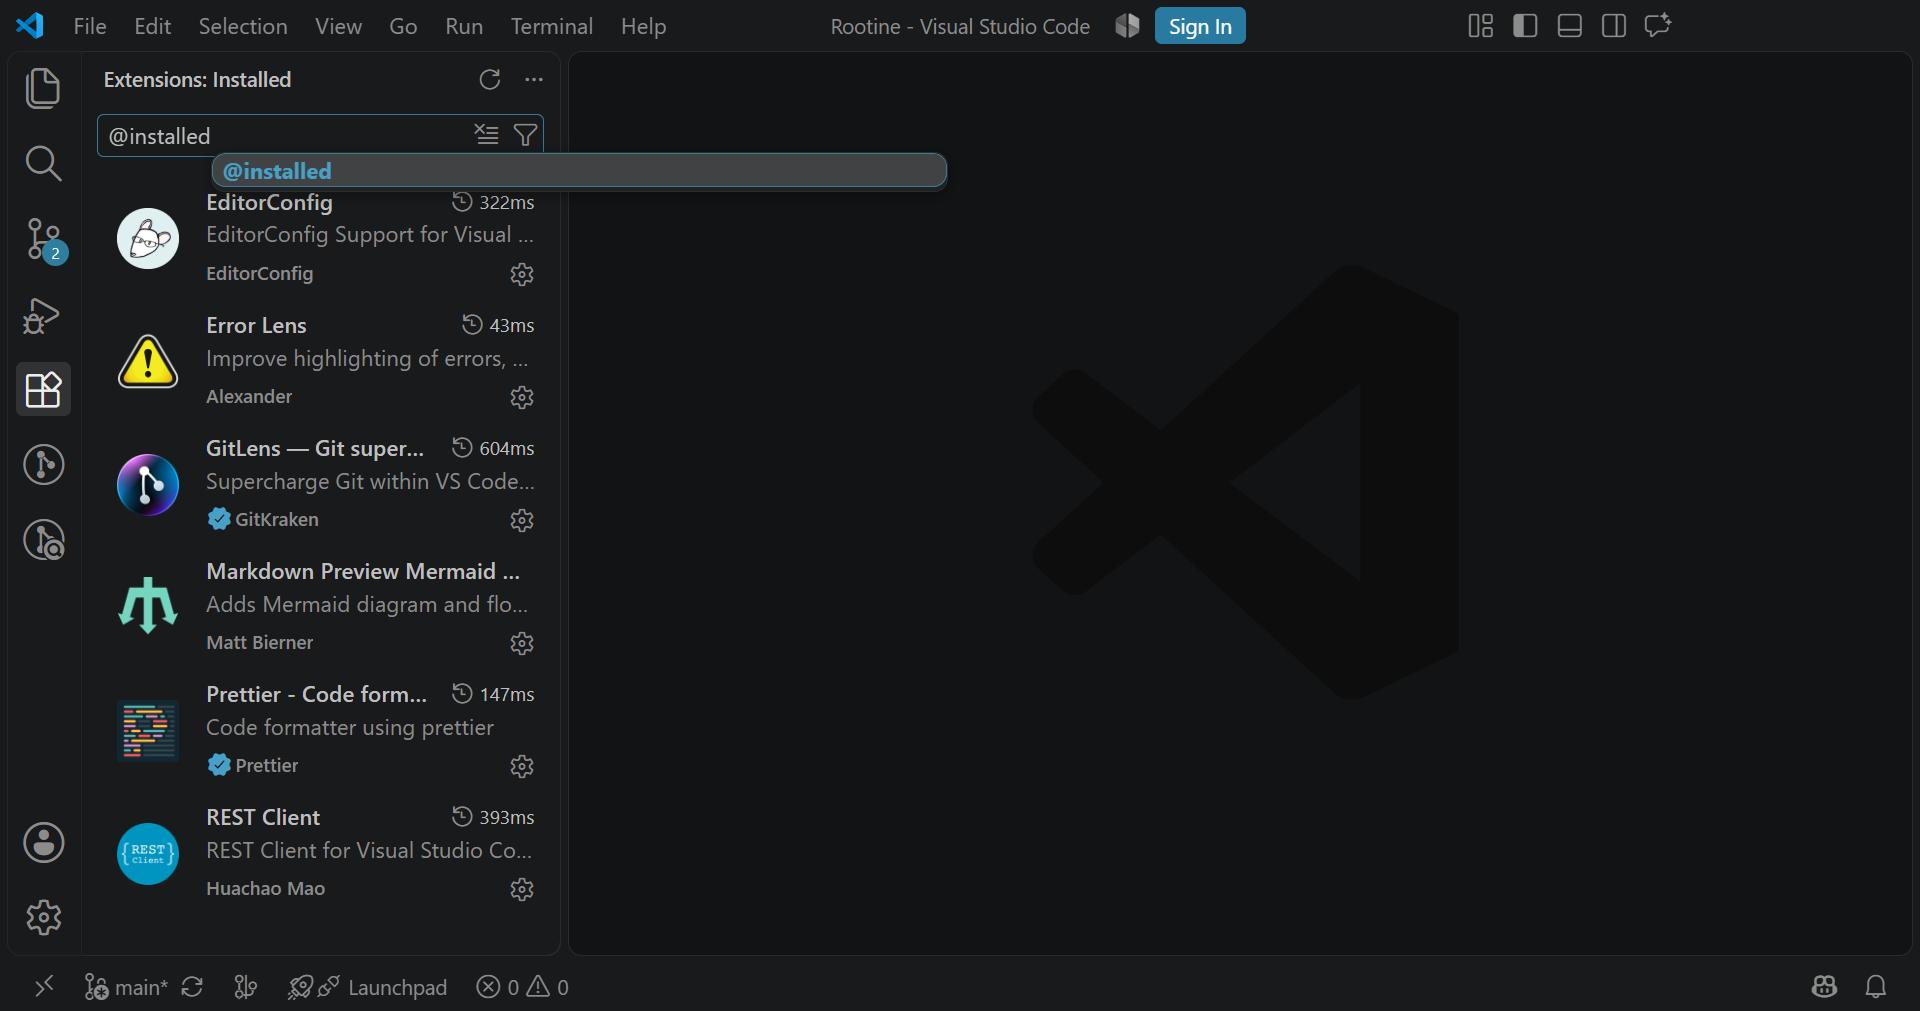 File Edit Selection View Go Run Terminal Help Rootine - Visual Studio Code Sign In
Extensions: Installed
@installed
@installed
EditorConfig 322ms
EditorConfig Support for Visual ...
EditorConfig
Error Lens 43ms
Improve highlighting of errors, ...
Alexander
GitLens — Git super... 604ms
Supercharge Git within VS Code...
GitKraken
Markdown Preview Mermaid ...
Adds Mermaid diagram and flo...
Matt Bierner
Prettier - Code form... 147ms
Code formatter using prettier
Prettier
REST Client 393ms
{REST}
Client
REST Client for Visual Studio Co...
Huachao Mao
2
main* Launchpad 0 0